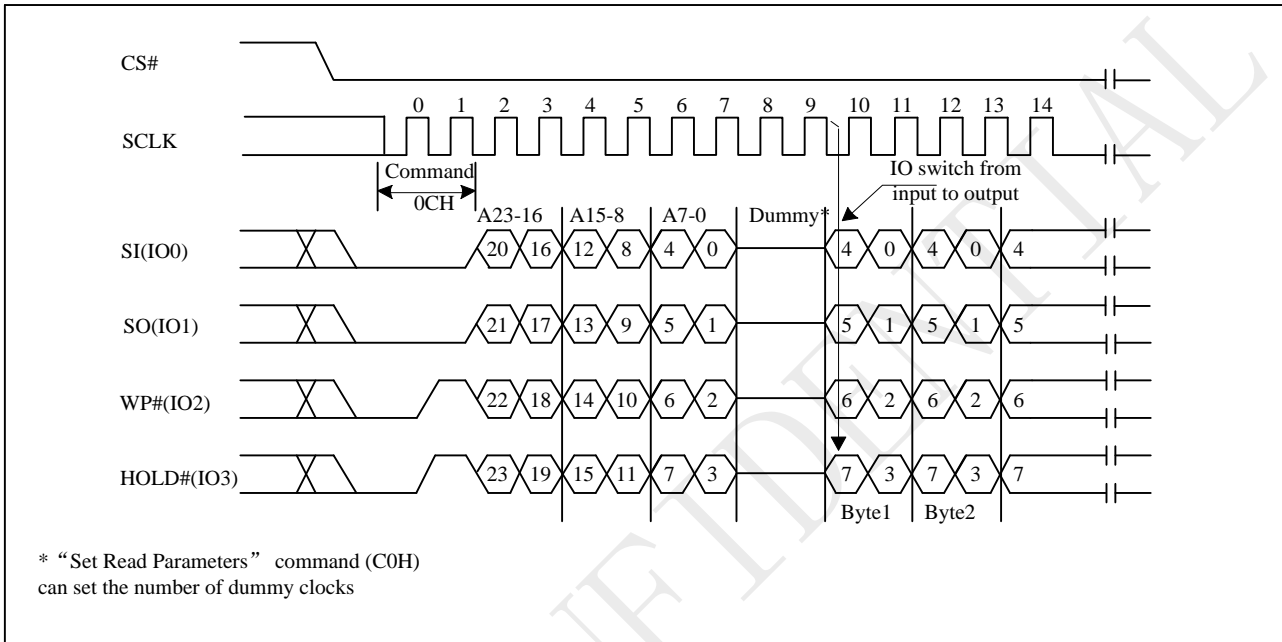 CS#
0 1 2 3 4 5 6 7 8 9 10 11 12 13 14
SCLK
Command
0CH
IO switch from
input to output
A23-16 A15-8 A7-0 Dummy*
SI(IO0) 20 16 12 8 4 0 4 0 4 0 4
SO(IO1) 21 17 13 9 5 1 5 1 5 1 5
WP#(IO2) 22 18 14 10 6 2 6 2 6 2 6
HOLD#(IO3) 23 19 15 11 7 3 7 3 7 3 7
Byte1 Byte2
* “Set Read Parameters” command (C0H)
can set the number of dummy clocks
FIDENTIAL